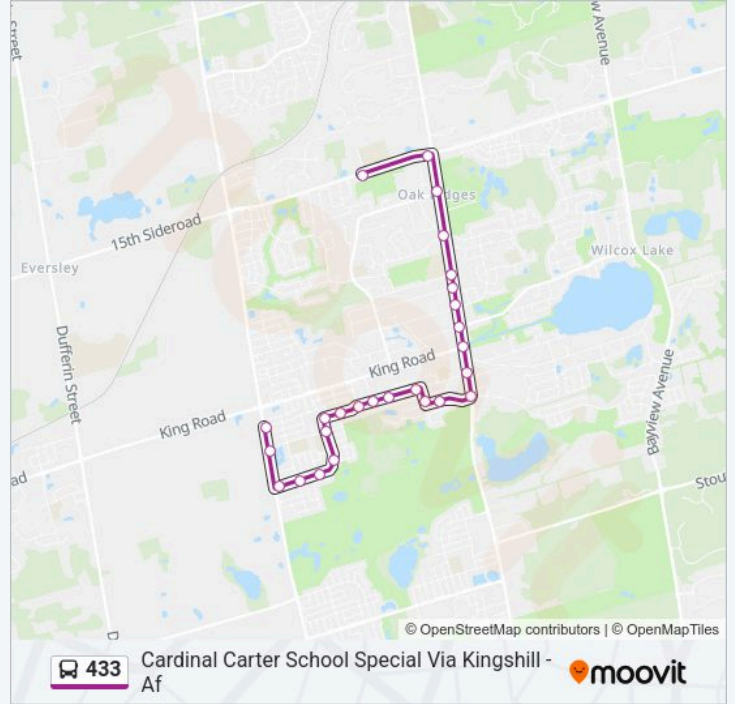 Street
w Avenue
Oak Ridges
15th Sideroad
Wilcox Lake
Eversley
Dufferin Street
King Road
Bayview Avenue
King Road
ad
Stou
D
© OpenStreetMap contributors | © OpenMapTiles
433
Cardinal Carter School Special Via Kingshill -
Af
moovit